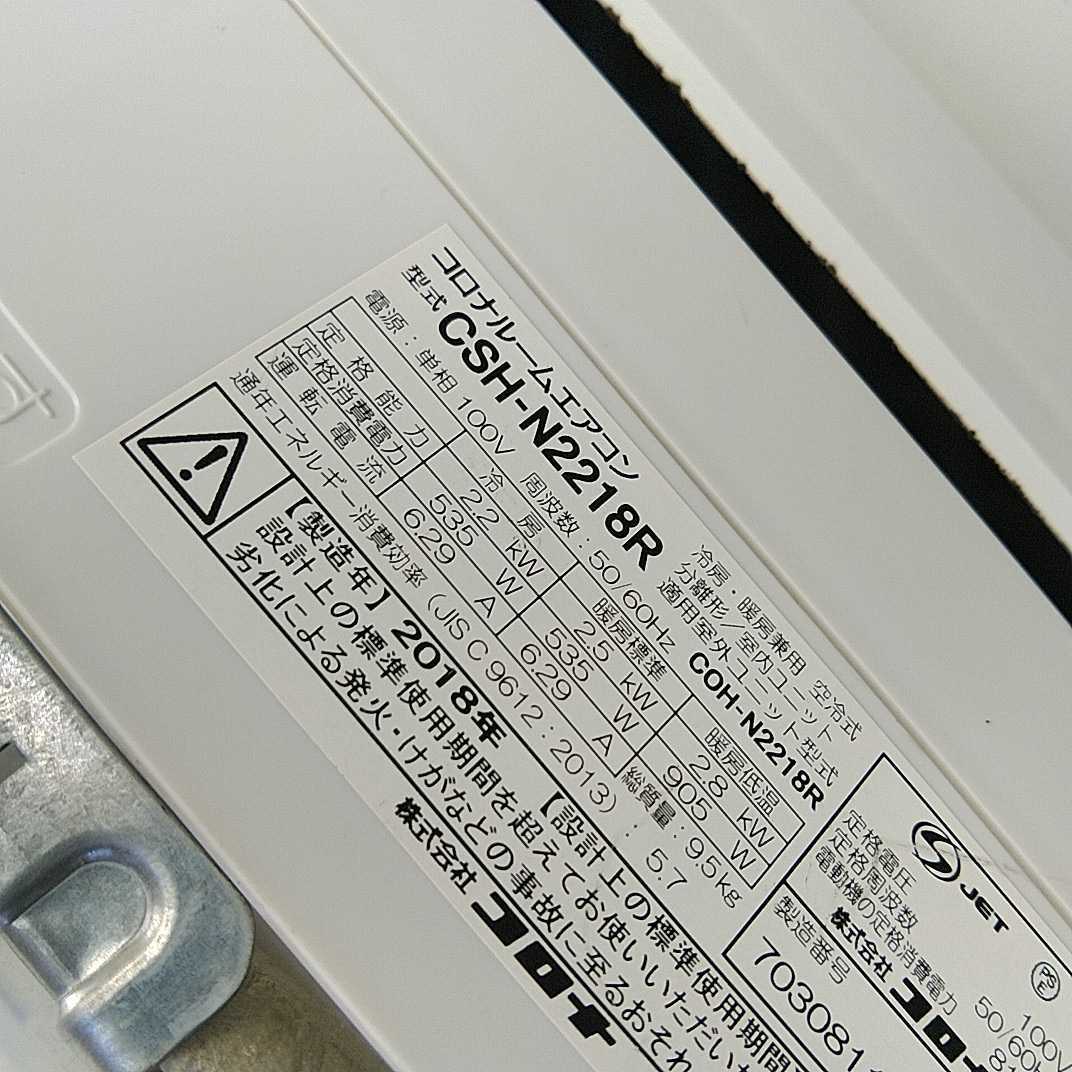 コロナルームエアコン
型式 CSH-N2218R
冷房・暖房兼用 空冷式
分離形/室内ユニット
適用室外ユニット型式
COH-N2218R
電源:単相 100V 周波数:50/60Hz
冷房 暖房標準 暖房低温
定格能力 2.2 kW 2.5 kW 2.8 kW
定格消費電力 535 W 535 W 905 W
運転電流 6.29 A 6.29 A
通年エネルギー消費効率(JIS C 9612:2013):5.7
総質量:9.5kg
【製造年】2018年 【設計上の標準使用期間】
設計上の標準使用期間を超えてお使いいただい
劣化による発火・けがなどの事故に至るおそれ
株式会社コロナ
JET
定格電圧 100V
定格周波数 50/60H
電動機の定格消費電力
株式会社コロナ
PS
E
製造番号
703081